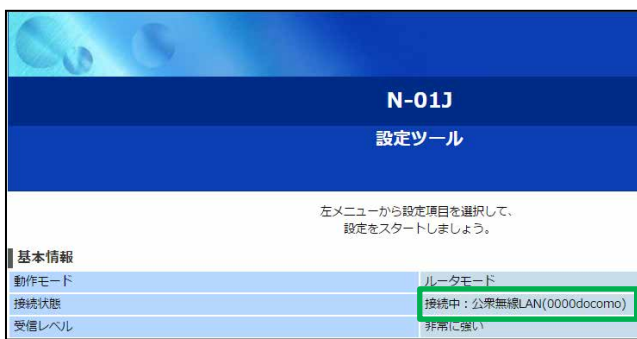 N-01J
設定ツール
左メニューから設定項目を選択して、
設定をスタートしましょう。
基本情報
動作モード ルータモード
接続状態 接続中：公衆無線LAN(0000docomo)
受信レベル 非常に強い